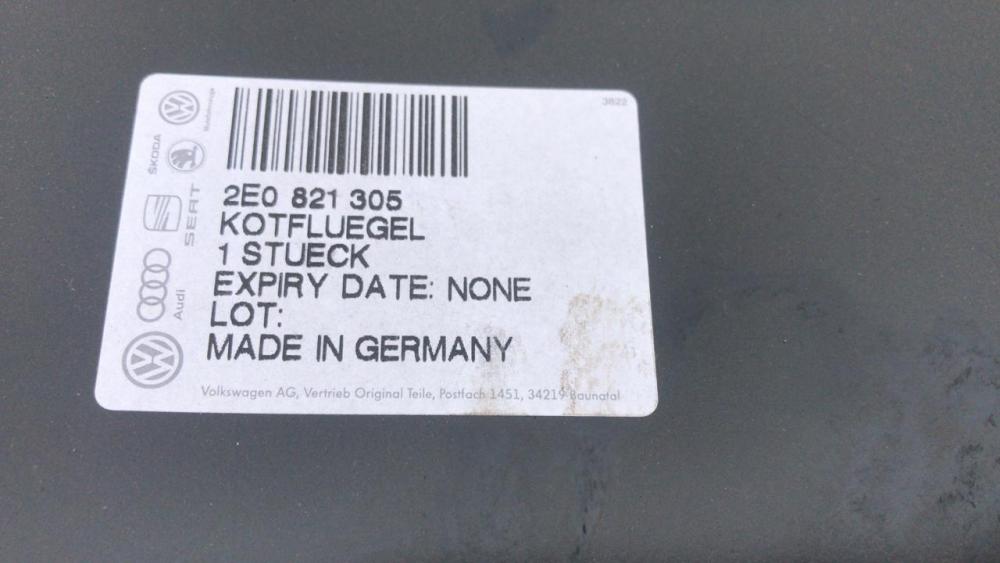 3822
2E0 821 305
KOTFLUEGEL
1 STUECK
EXPIRY DATE: NONE
LOT:
MADE IN GERMANY
Volkswagen AG, Vertrieb Original Teile, Postfach 1451, 34219 Baunatal
Nutzfahrzeuge
ŠKODA
SEAT
Audi